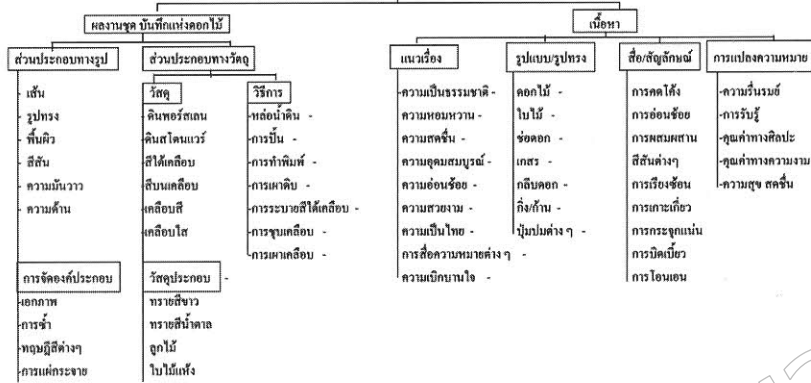 ผลงานชุด บันทึกแห่งดอกไม้
เนื้อหา
ส่วนประกอบทางรูป
- เส้น
- รูปทรง
- พื้นผิว
- สีสัน
- ความมันวาว
- ความด้าน
การจัดองค์ประกอบ
-เอกภาพ
-การซ้ำ
-ทฤษฎีสีต่างๆ
-การแผ่กระจาย
ส่วนประกอบทางวัตถุ
วัสดุ
- ดินพอร์สเลน
-ดินสโตนแวร์
-สีใต้เคลือบ
-สีบนเคลือบ
-เคลือบสี
-เคลือบใส
วัสดุประกอบ -
ทรายสีขาว
ทรายสีน้ำตาล
ลูกไม้
ใบไม้แห้ง
วิธีการ
-หล่อน้ำดิน -
-การปั้น -
-การทำพิมพ์ -
-การเผาดิบ -
-การระบายสีใต้เคลือบ -
-การชุบเคลือบ -
-การเผาเคลือบ -
แนวเรื่อง
-ความเป็นธรรมชาติ -
ความหอมหวาน -
ความสดชื่น -
ความอุดมสมบูรณ์ -
ความอ่อนช้อย -
ความสวยงาม -
ความเป็นไทย -
การสื่อความหมายต่าง ๆ -
ความเบิกบานใจ -
รูปแบบ/รูปทรง
ดอกไม้ -
ใบไม้ -
ช่อดอก -
เกสร -
กลีบดอก -
กิ่ง/ก้าน -
ปุ่มปมต่าง ๆ -
สื่อ/สัญลักษณ์
การคดโค้ง
การอ่อนช้อย
การผสมผสาน
สีสันต่างๆ
การเรียงซ้อน
การเกาะเกี่ยว
การกระจุกแน่น
การบิดเบี้ยว
การโอนเอน
การแปลงความหมาย
-ความรื่นรมย์
-การรับรู้
-คุณค่าทางศิลปะ
-คุณค่าทางความงาม
-ความสุข สดชื่น